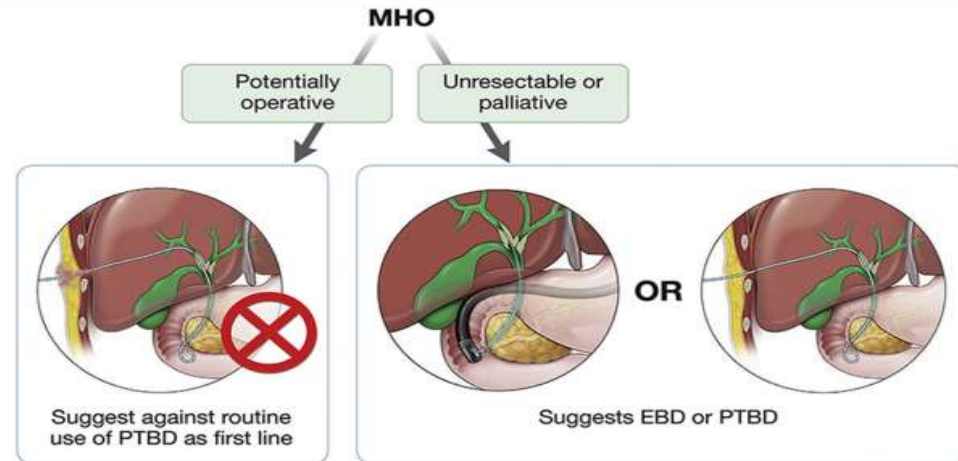 MHO
Potentially
operative
Unresectable or
palliative
OR
Suggest against routine
use of PTBD as first line
Suggests EBD or PTBD